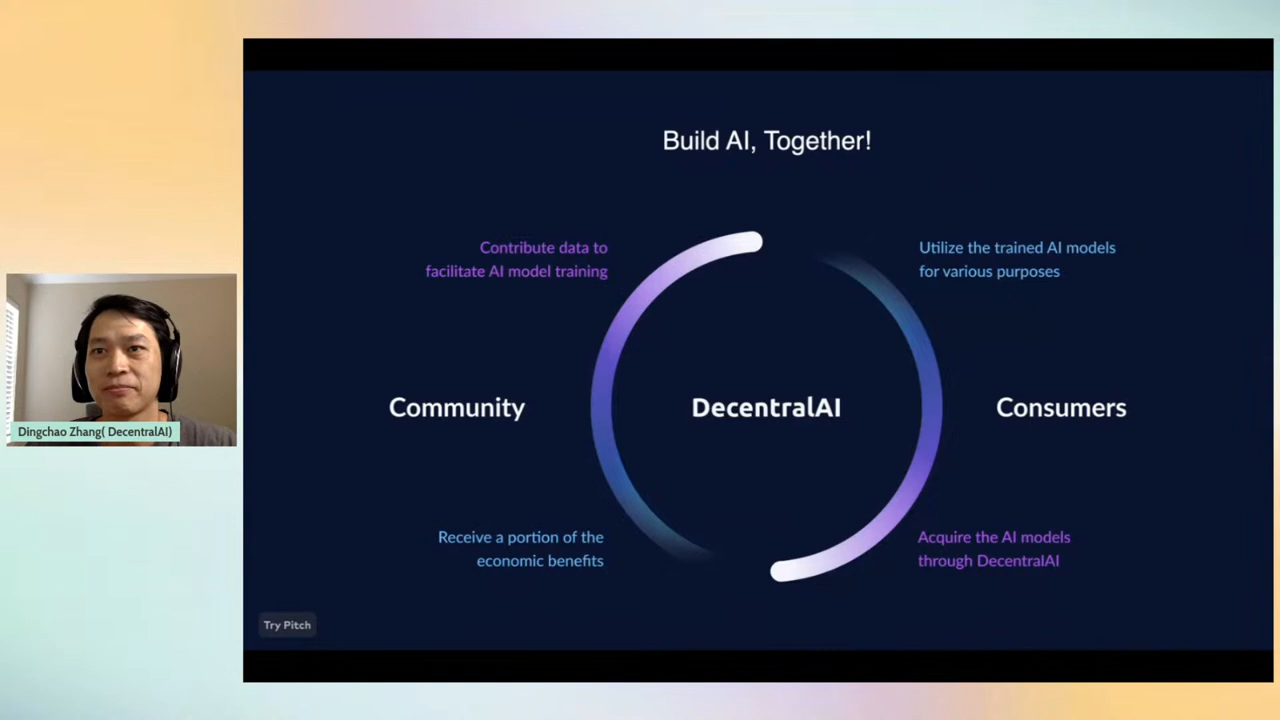 Build AI, Together!
Contribute data to
facilitate AI model training
Utilize the trained AI models
for various purposes
Community
DecentralAI
Consumers
Receive a portion of the
economic benefits
Acquire the AI models
through DecentralAI
Try Pitch
Dingchao Zhang( DecentralAI)